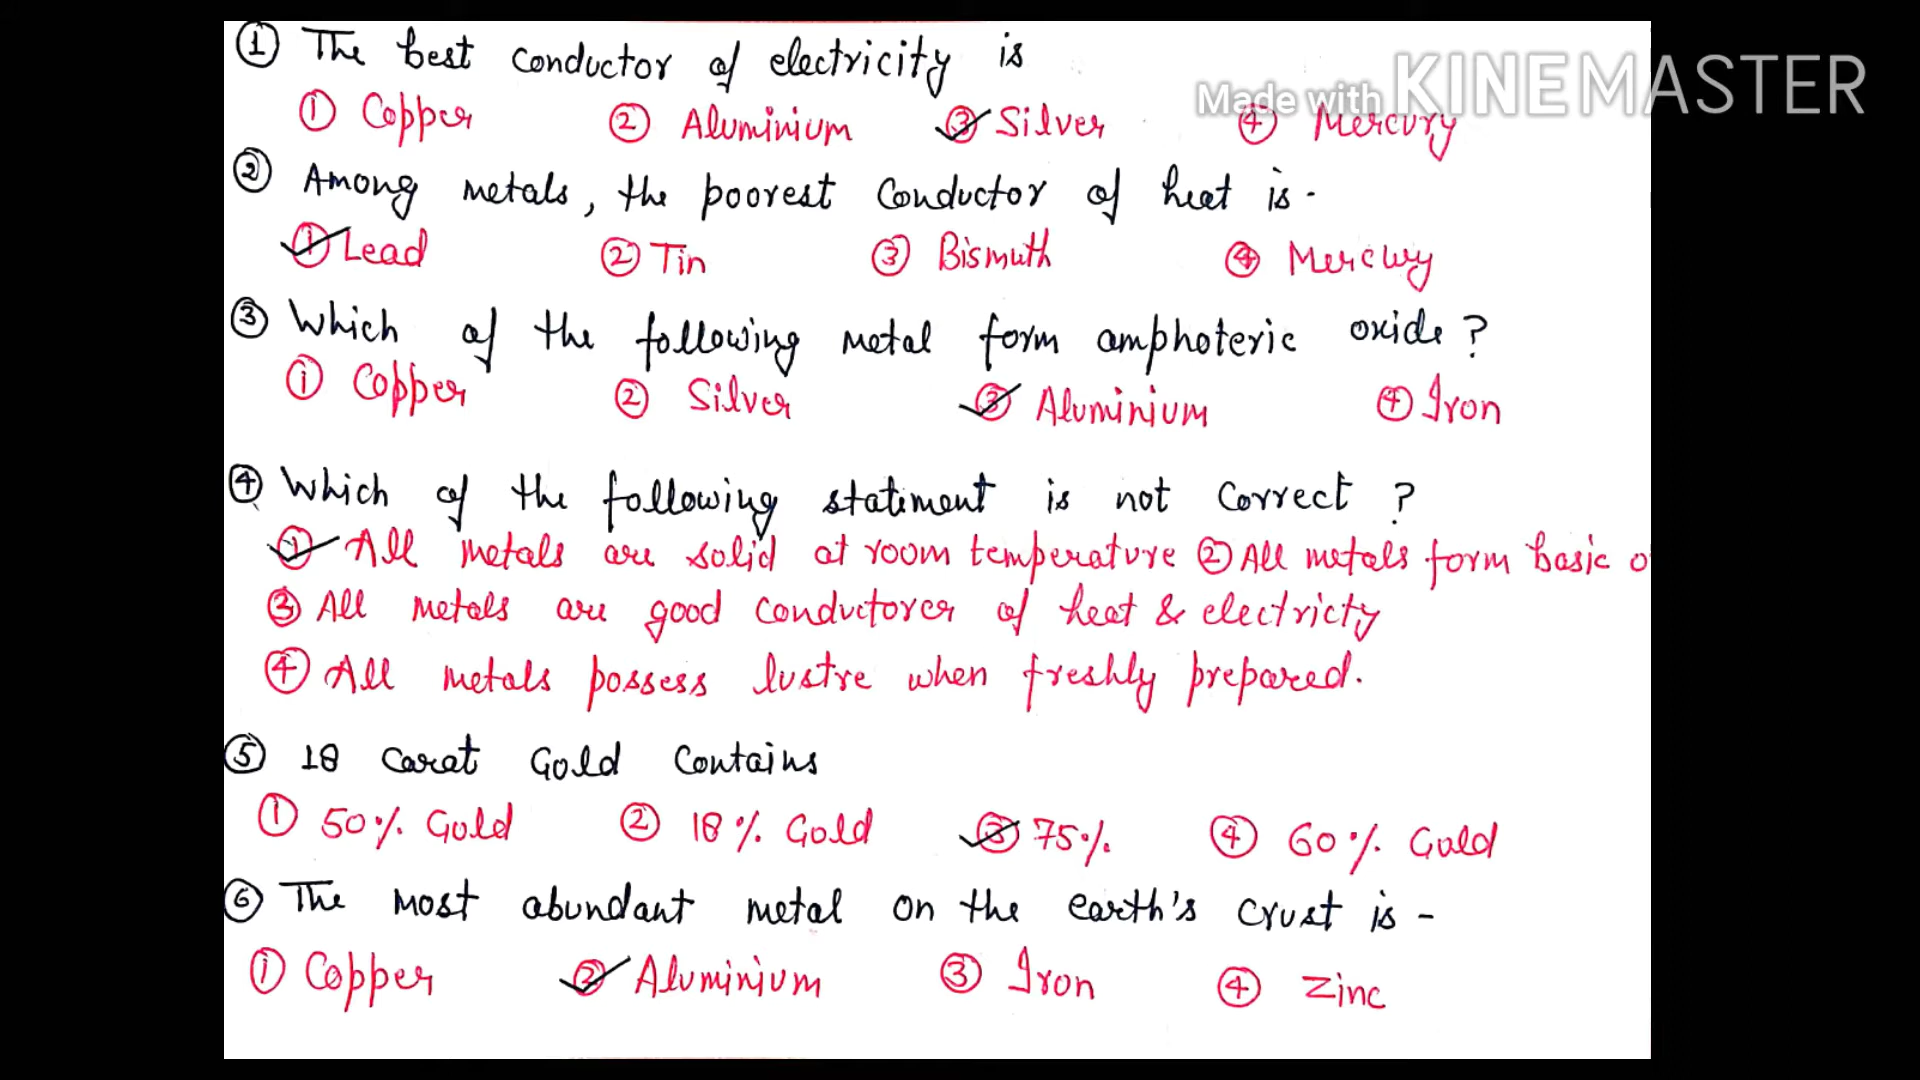 ① The best conductor of electricity is
Made with KINEMASTER
① Copper ② Aluminium ③ Silver ④ Mercury
② Among metals, the poorest conductor of heat is -
① Lead ② Tin ③ Bismuth ④ Mercury
③ Which of the following metal form amphoteric oxide?
① Copper ② Silver ③ Aluminium ④ Iron
④ Which of the following statement is not correct?
① All metals are solid at room temperature ② All metals form basic o
③ All metals are good conductorer of heat & electricty
④ All metals possess lustre when freshly prepared.
⑤ 18 carat Gold contains
① 50% Gold ② 18% Gold ③ 75% ④ 60% Gold
⑥ The most abundant metal on the earth's crust is -
① Copper ② Aluminium ③ Iron ④ Zinc